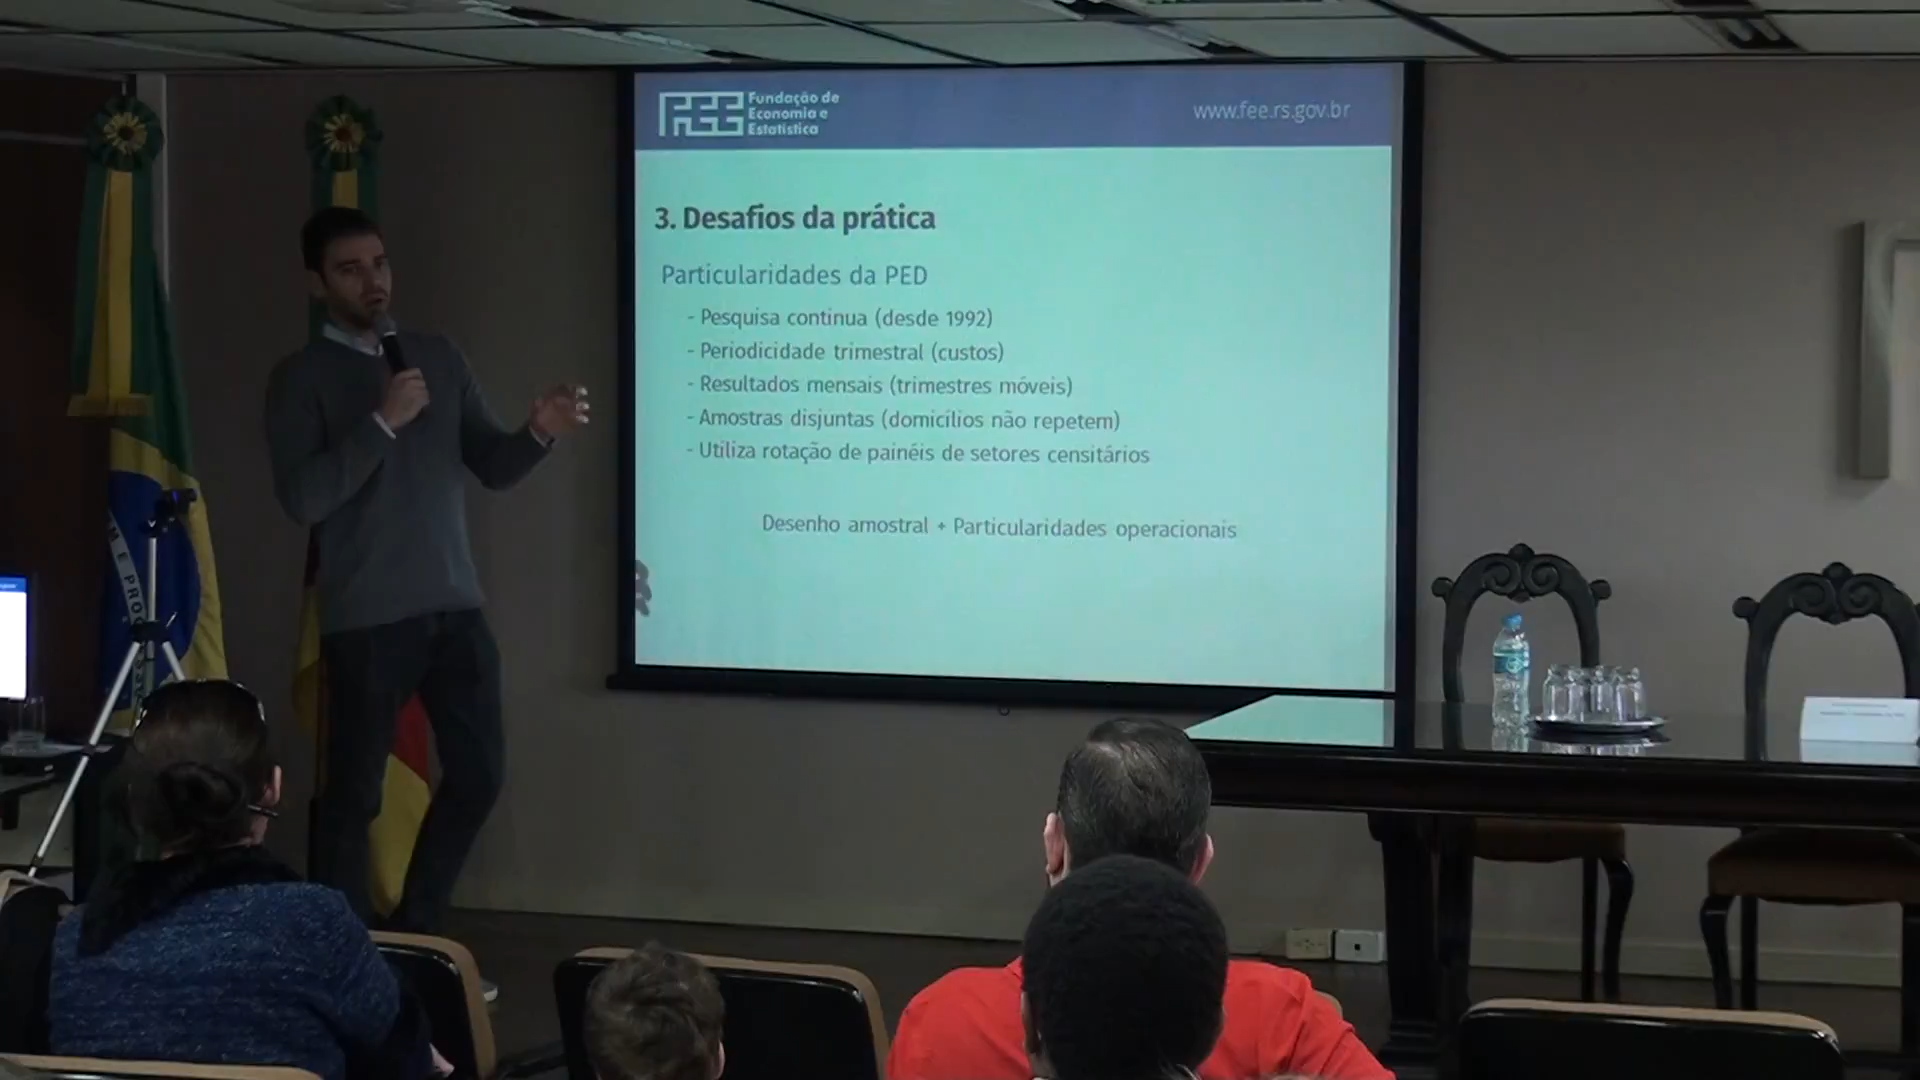 Fundação de
Economia e
Estatística
www.fee.rs.gov.br
3. Desafios da prática
Particularidades da PED
- Pesquisa contínua (desde 1992)
- Periodicidade trimestral (custos)
- Resultados mensais (trimestres móveis)
- Amostras disjuntas (domicílios não repetem)
- Utiliza rotação de painéis de setores censitários
Desenho amostral + Particularidades operacionais
M E PRO